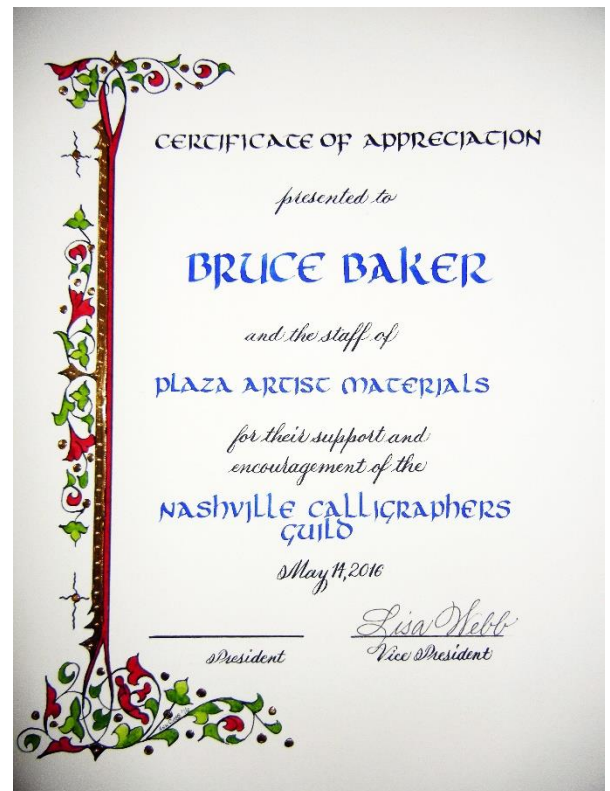 CERTIFICATE OF APPRECIATION
presented to
BRUCE BAKER
and the staff of
PLAZA ARTIST MATERIALS
for their support and
encouragement of the
NASHVILLE CALLIGRAPHERS
GUILD
May 14, 2016
Lisa Webb
President
Vice President